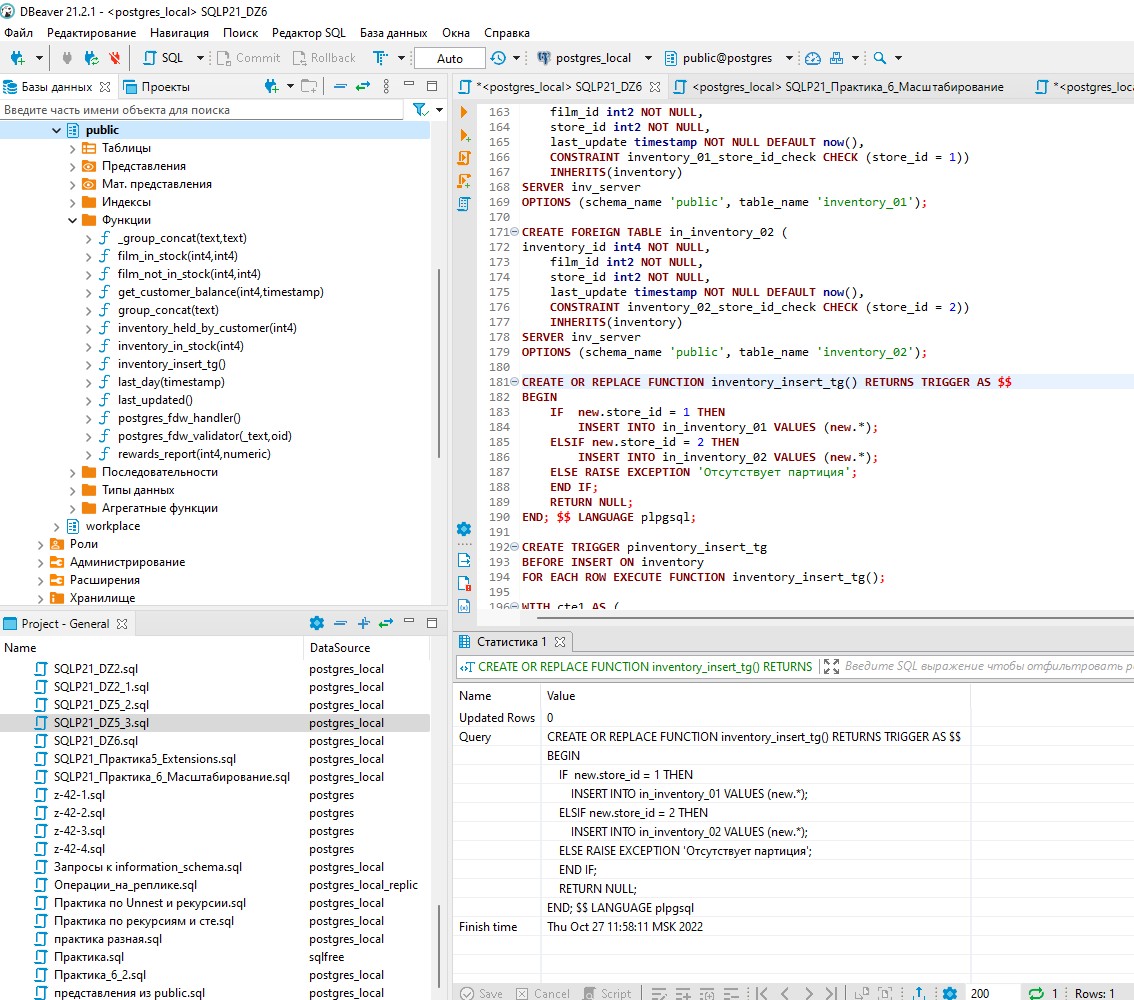 DBeaver 21.2.1 - <postgres_local> SQLP21_DZ6
Файл Редактирование Навигация Поиск Редактор SQL База данных Окна Справка
SQL Commit Rollback Auto postgres_local public@postgres
Базы данных Проекты
Введите часть имени объекта для поиска
public
Таблицы
Представления
Мат. представления
Индексы
Функции
_group_concat(text,text)
film_in_stock(int4,int4)
film_not_in_stock(int4,int4)
get_customer_balance(int4,timestamp)
group_concat(text)
inventory_held_by_customer(int4)
inventory_in_stock(int4)
inventory_insert_tg()
last_day(timestamp)
last_updated()
postgres_fdw_handler()
postgres_fdw_validator(_text,oid)
rewards_report(int4,numeric)
Последовательности
Типы данных
Агрегатные функции
workplace
Роли
Администрирование
Расширения
Хранилище
Project - General
Name DataSource
SQLP21_DZ2.sql postgres_local
SQLP21_DZ2_1.sql postgres_local
SQLP21_DZ5_2.sql postgres_local
SQLP21_DZ5_3.sql postgres_local
SQLP21_DZ6.sql postgres_local
SQLP21_Практика5_Extensions.sql postgres_local
SQLP21_Практика_6_Масштабирование.sql postgres_local
z-42-1.sql postgres
z-42-2.sql postgres
z-42-3.sql postgres
z-42-4.sql postgres
Запросы к information_schema.sql postgres_local
Операции_на_реплике.sql postgres_local_replic
Практика по Unnest и рекурсии.sql postgres_local
Практика по рекурсиям и сте.sql postgres_local
практика разная.sql postgres_local
Практика.sql sqlfree
Практика_6_2.sql postgres_local
представления из public.sql postgres_local
*<postgres_local> SQLP21_DZ6 <postgres_local> SQLP21_Практика_6_Масштабирование *<postgres_loc
163 film_id int2 NOT NULL,
164 store_id int2 NOT NULL,
165 last_update timestamp NOT NULL DEFAULT now(),
166 CONSTRAINT inventory_01_store_id_check CHECK (store_id = 1))
167 INHERITS(inventory)
168 SERVER inv_server
169 OPTIONS (schema_name 'public', table_name 'inventory_01');
170
171 CREATE FOREIGN TABLE in_inventory_02 (
172 inventory_id int4 NOT NULL,
173 film_id int2 NOT NULL,
174 store_id int2 NOT NULL,
175 last_update timestamp NOT NULL DEFAULT now(),
176 CONSTRAINT inventory_02_store_id_check CHECK (store_id = 2))
177 INHERITS(inventory)
178 SERVER inv_server
179 OPTIONS (schema_name 'public', table_name 'inventory_02');
180
181 CREATE OR REPLACE FUNCTION inventory_insert_tg() RETURNS TRIGGER AS $$
182 BEGIN
183 IF  new.store_id = 1 THEN
184 INSERT INTO in_inventory_01 VALUES (new.*);
185 ELSIF new.store_id = 2 THEN
186 INSERT INTO in_inventory_02 VALUES (new.*);
187 ELSE RAISE EXCEPTION 'Отсутствует партиция';
188 END IF;
189 RETURN NULL;
190 END; $$ LANGUAGE plpgsql;
191
192 CREATE TRIGGER pinventory_insert_tg
193 BEFORE INSERT ON inventory
194 FOR EACH ROW EXECUTE FUNCTION inventory_insert_tg();
195
196 WITH cte1 AS (
Статистика 1
CREATE OR REPLACE FUNCTION inventory_insert_tg() RETURNS Введите SQL выражение чтобы отфильтровать р
Name Value
Updated Rows 0
Query CREATE OR REPLACE FUNCTION inventory_insert_tg() RETURNS TRIGGER AS $$
BEGIN
IF  new.store_id = 1 THEN
INSERT INTO in_inventory_01 VALUES (new.*);
ELSIF new.store_id = 2 THEN
INSERT INTO in_inventory_02 VALUES (new.*);
ELSE RAISE EXCEPTION 'Отсутствует партиция';
END IF;
RETURN NULL;
END; $$ LANGUAGE plpgsql
Finish time Thu Oct 27 11:58:11 MSK 2022
Save Cancel Script 200 1 Rows: 1